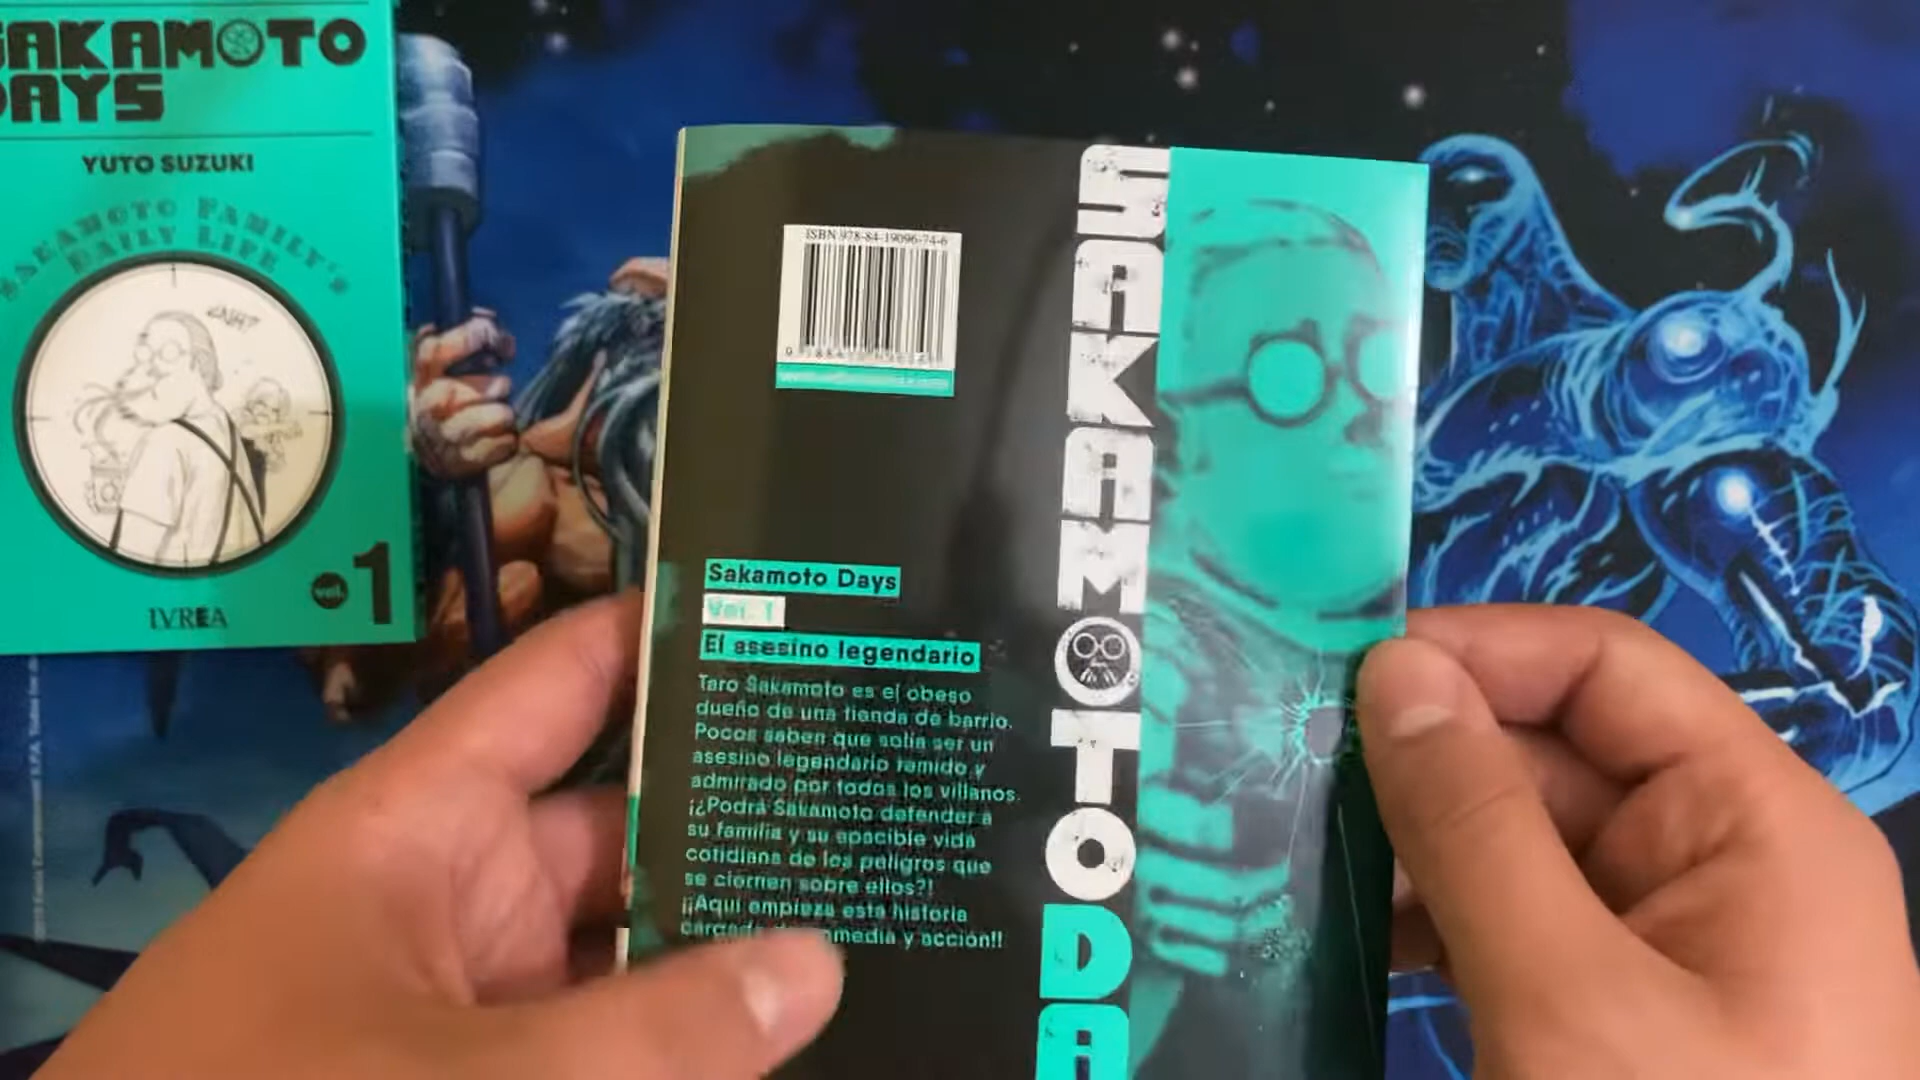 SAKAMOTO
DAYS
YUTO SUZUKI
SAKAMOTO FAMILY'S
DAILY LIFE
vol. 1
IVREA
ISBN 978-84-19096-74-6
Sakamoto Days
Vol. 1
El asesino legendario
Taro Sakamoto es el obeso
dueño de una tienda de barrio.
Pocos saben que solía ser un
asesino legendario temido y
admirado por todos los villanos.
¡¿Podrá Sakamoto defender a
su familia y su apacible vida
cotidiana de los peligros que
se ciernen sobre ellos?!
¡¡Aquí empieza esta historia
cargada media y acción!!
SAKAMOTO DA